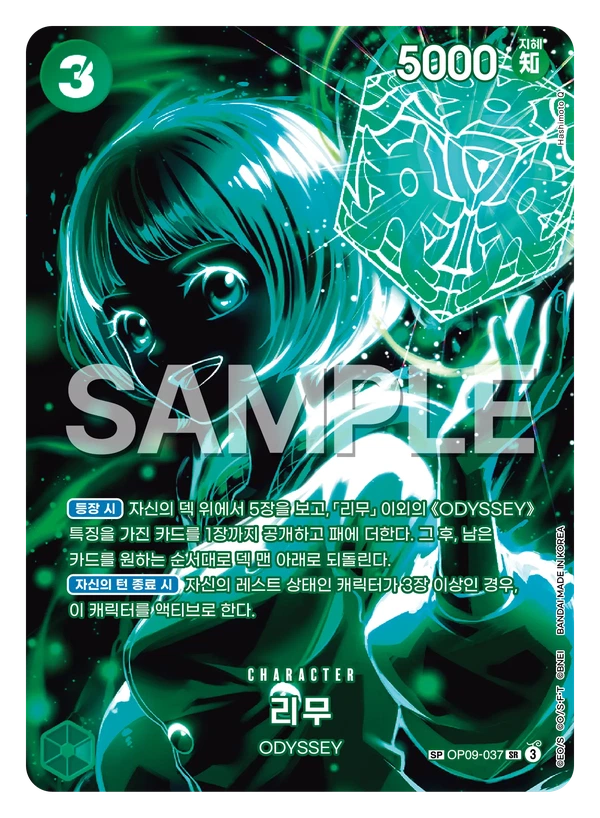 3
5000
지혜
知
Hashimoto Q
SAMPLE
등장 시 자신의 덱 위에서 5장을 보고, 「리무」 이외의 《ODYSSEY》
특징을 가진 카드를 1장까지 공개하고 패에 더한다. 그 후, 남은
카드를 원하는 순서대로 덱 맨 아래로 되돌린다.
자신의 턴 종료 시 자신의 레스트 상태인 캐릭터가 3장 이상인 경우,
이 캐릭터를 액티브로 한다.
CHARACTER
리무
ODYSSEY
SP OP09-037 SR 3
©EO/S ©O/S·F·T ©BNEI BANDAI MADE IN KOREA